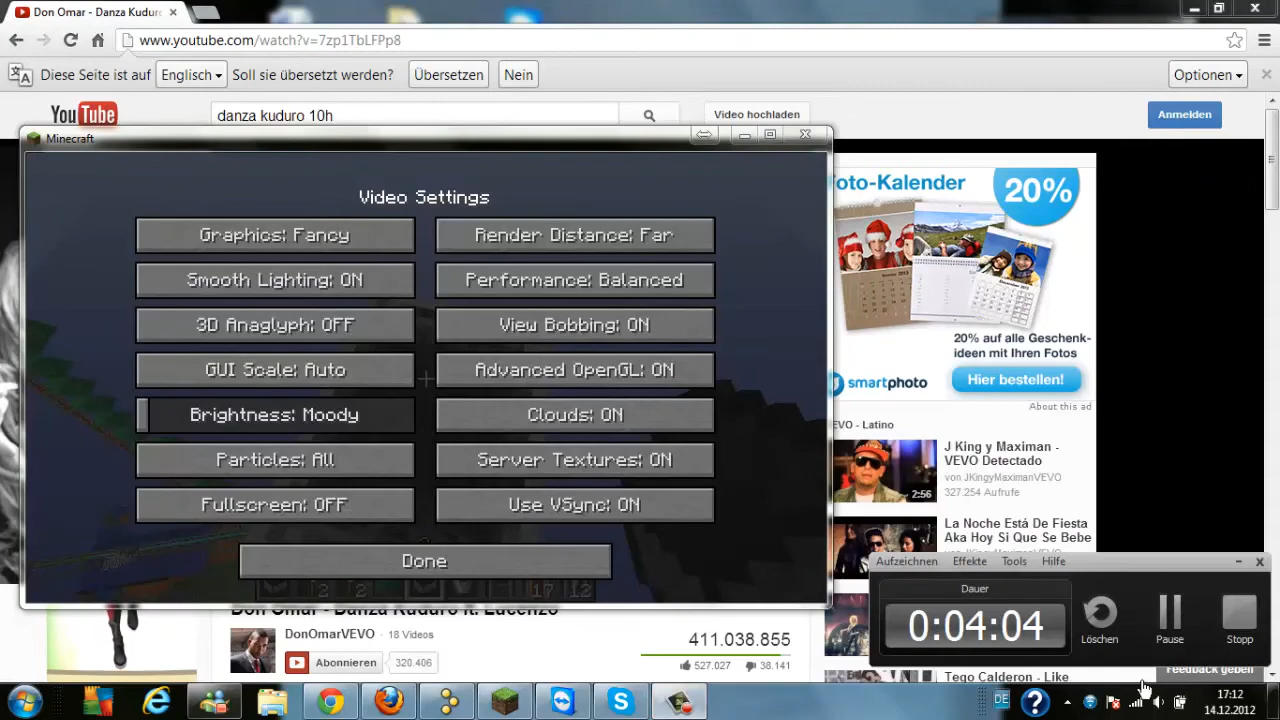 Don Omar - Danza Kuduro
www.youtube.com/watch?v=7zp1TbLFPp8
Diese Seite ist auf Englisch Soll sie übersetzt werden? Übersetzen Nein Optionen
YouTube
danza kuduro 10h
Video hochladen
Anmelden
Minecraft
Video Settings
Graphics: Fancy
Render Distance: Far
Smooth Lighting: ON
Performance: Balanced
3D Anaglyph: OFF
View Bobbing: ON
GUI Scale: Auto
Advanced OpenGL: ON
Brightness: Moody
Clouds: ON
Particles: All
Server Textures: ON
Fullscreen: OFF
Use VSync: ON
Done
oto-Kalender
20%
20% auf alle Geschenk-
ideen mit Ihren Fotos
smartphoto
Hier bestellen!
About this ad
EVO - Latino
J King y Maximan -
VEVO Detectado
von JKingyMaximanVEVO
327.254 Aufrufe
2:56
La Noche Está De Fiesta
Aka Hoy Si Que Se Bebe
Aufzeichnen Effekte Tools Hilfe
Dauer
0:04:04
Löschen
Pause
Stopp
Don Omar - Danza Kuduro ft. Lucenzo
DonOmarVEVO 18 Videos
Abonnieren 320.406
411.038.855
527.027 38.141
Tego Calderon - Like
Feedback geben
DE
17:12
14.12.2012